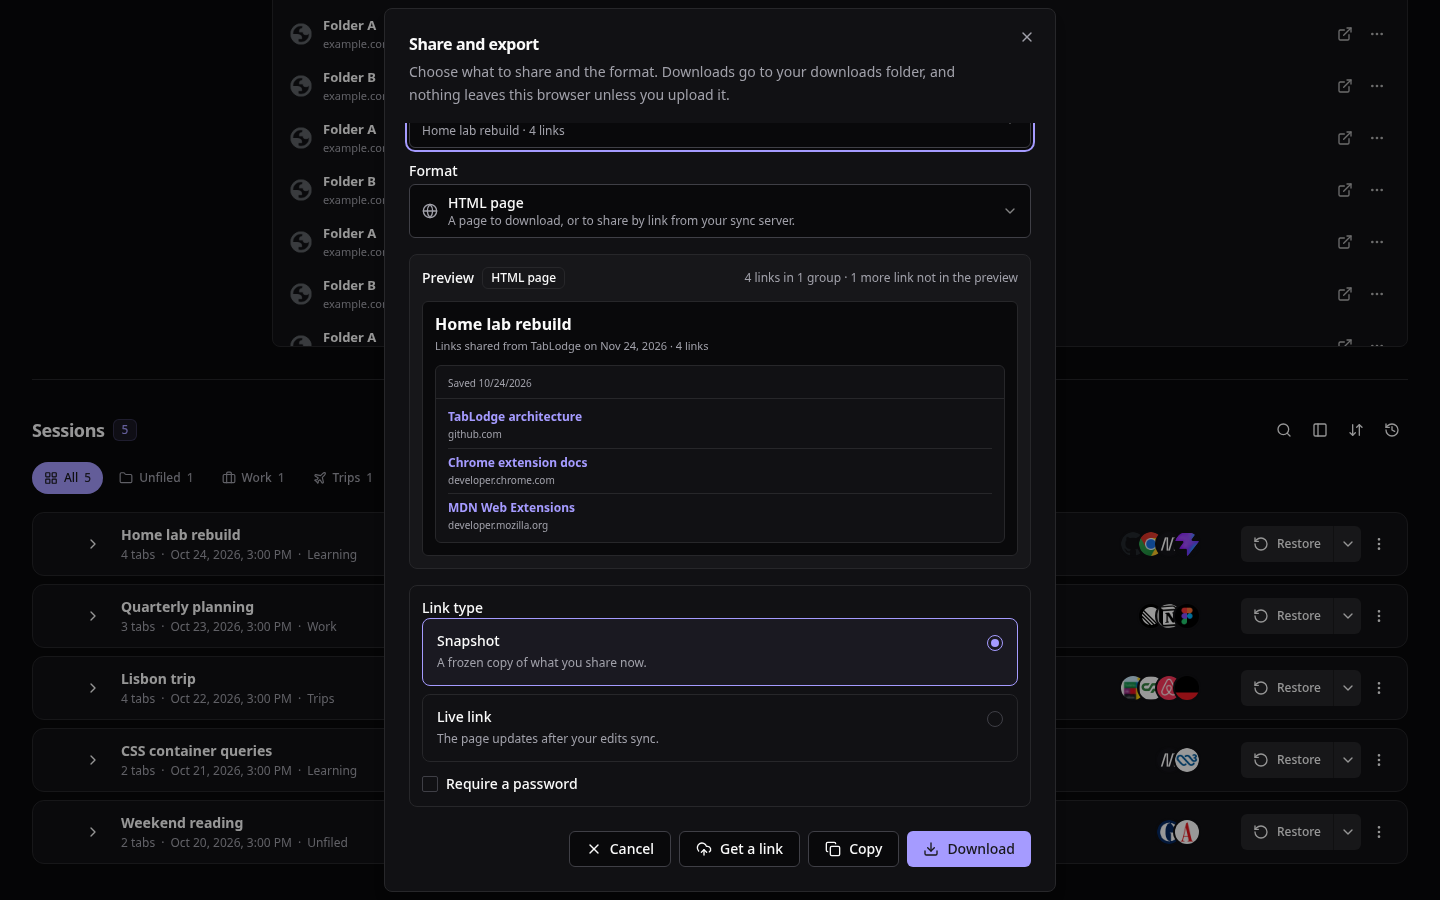 Folder A
example.com
Folder B
example.com
Folder A
example.com
Folder B
example.com
Folder A
example.com
Folder B
example.com
Folder A
Share and export
Choose what to share and the format. Downloads go to your downloads folder, and
nothing leaves this browser unless you upload it.
Home lab rebuild · 4 links
Format
HTML page
A page to download, or to share by link from your sync server.
Preview HTML page 4 links in 1 group · 1 more link not in the preview
Home lab rebuild
Links shared from TabLodge on Nov 24, 2026 · 4 links
Saved 10/24/2026
TabLodge architecture
github.com
Chrome extension docs
developer.chrome.com
MDN Web Extensions
developer.mozilla.org
Link type
Snapshot
A frozen copy of what you share now.
Live link
The page updates after your edits sync.
Require a password
Cancel Get a link Copy Download
Sessions 5
All 5 Unfiled 1 Work 1 Trips 1
Home lab rebuild
4 tabs · Oct 24, 2026, 3:00 PM · Learning
Restore
Quarterly planning
3 tabs · Oct 23, 2026, 3:00 PM · Work
Restore
Lisbon trip
4 tabs · Oct 22, 2026, 3:00 PM · Trips
Restore
CSS container queries
2 tabs · Oct 21, 2026, 3:00 PM · Learning
Restore
Weekend reading
2 tabs · Oct 20, 2026, 3:00 PM · Unfiled
Restore